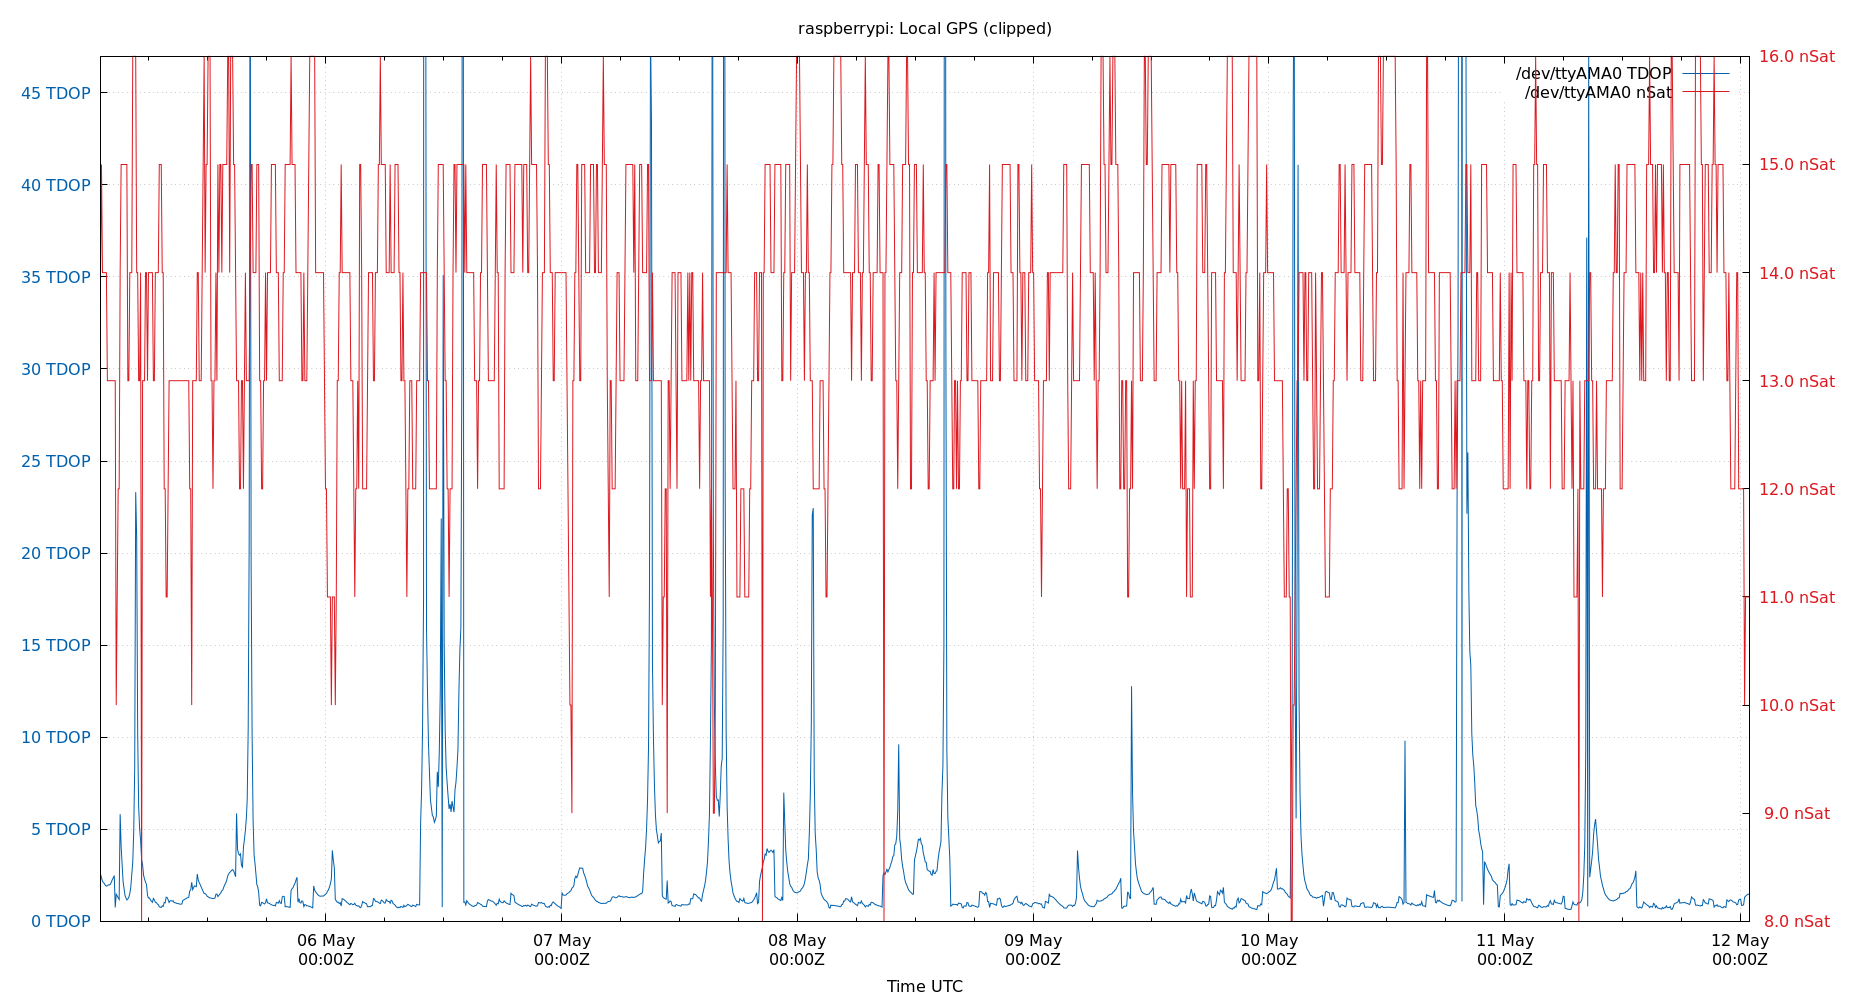 raspberrypi: Local GPS (clipped)
/dev/ttyAMA0 TDOP
/dev/ttyAMA0 nSat
45 TDOP
40 TDOP
35 TDOP
30 TDOP
25 TDOP
20 TDOP
15 TDOP
10 TDOP
5 TDOP
0 TDOP
16.0 nSat
15.0 nSat
14.0 nSat
13.0 nSat
12.0 nSat
11.0 nSat
10.0 nSat
9.0 nSat
8.0 nSat
06 May
00:00Z
07 May
00:00Z
08 May
00:00Z
09 May
00:00Z
10 May
00:00Z
11 May
00:00Z
12 May
00:00Z
Time UTC